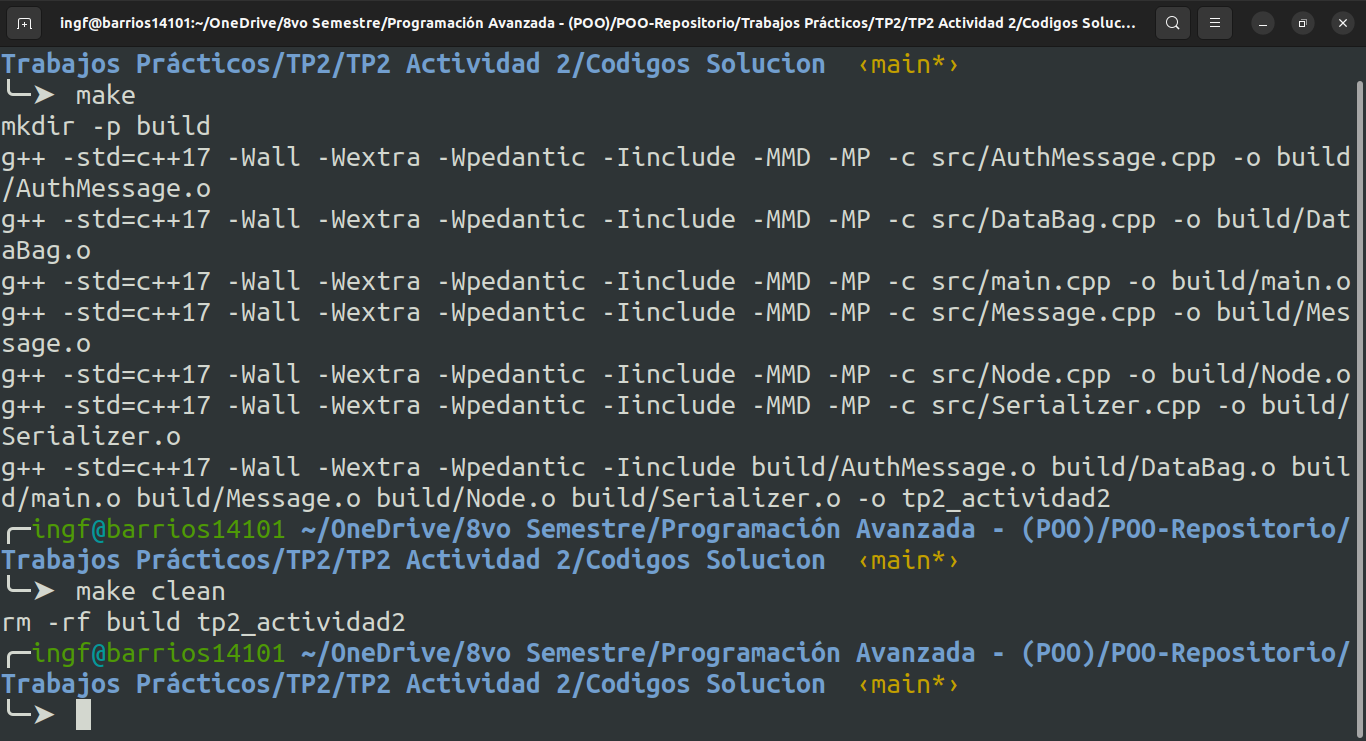 ingf@barrios14101:~/OneDrive/8vo Semestre/Programación Avanzada - (POO)/POO-Repositorio/Trabajos Prácticos/TP2/TP2 Actividad 2/Codigos Soluc...
Trabajos Prácticos/TP2/TP2 Actividad 2/Codigos Solucion  ‹main*›
╰─➤  make
mkdir -p build
g++ -std=c++17 -Wall -Wextra -Wpedantic -Iinclude -MMD -MP -c src/AuthMessage.cpp -o build
/AuthMessage.o
g++ -std=c++17 -Wall -Wextra -Wpedantic -Iinclude -MMD -MP -c src/DataBag.cpp -o build/Dat
aBag.o
g++ -std=c++17 -Wall -Wextra -Wpedantic -Iinclude -MMD -MP -c src/main.cpp -o build/main.o
g++ -std=c++17 -Wall -Wextra -Wpedantic -Iinclude -MMD -MP -c src/Message.cpp -o build/Mes
sage.o
g++ -std=c++17 -Wall -Wextra -Wpedantic -Iinclude -MMD -MP -c src/Node.cpp -o build/Node.o
g++ -std=c++17 -Wall -Wextra -Wpedantic -Iinclude -MMD -MP -c src/Serializer.cpp -o build/
Serializer.o
g++ -std=c++17 -Wall -Wextra -Wpedantic -Iinclude build/AuthMessage.o build/DataBag.o buil
d/main.o build/Message.o build/Node.o build/Serializer.o -o tp2_actividad2
╭─ingf@barrios14101 ~/OneDrive/8vo Semestre/Programación Avanzada - (POO)/POO-Repositorio/
Trabajos Prácticos/TP2/TP2 Actividad 2/Codigos Solucion  ‹main*›
╰─➤  make clean
rm -rf build tp2_actividad2
╭─ingf@barrios14101 ~/OneDrive/8vo Semestre/Programación Avanzada - (POO)/POO-Repositorio/
Trabajos Prácticos/TP2/TP2 Actividad 2/Codigos Solucion  ‹main*›
╰─➤